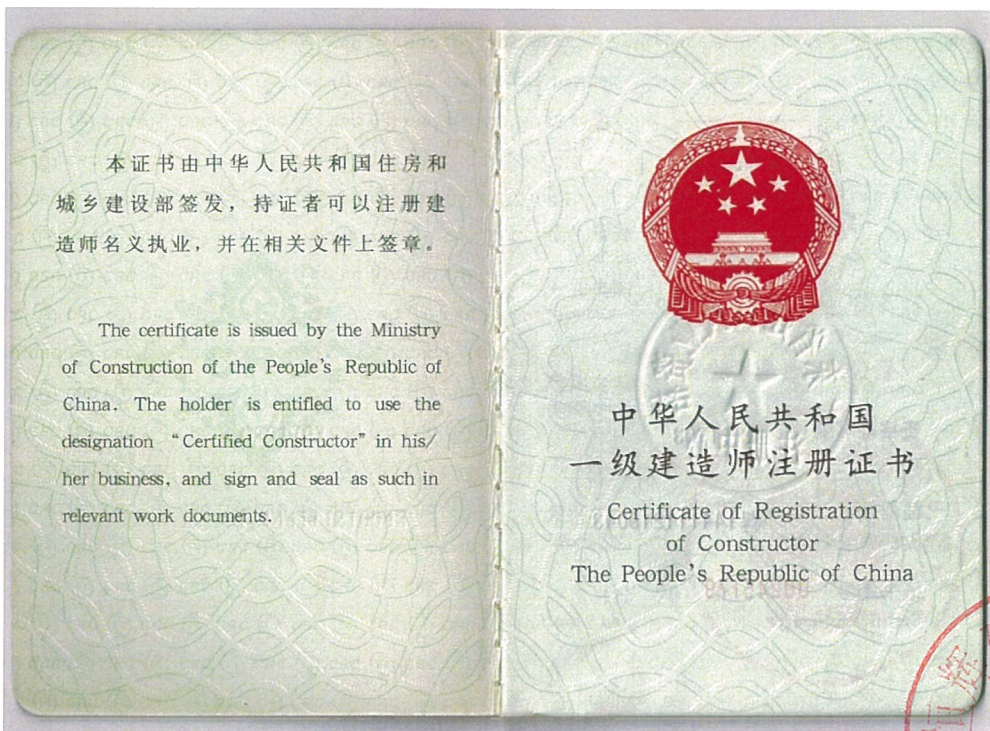 本证书由中华人民共和国住房和
城乡建设部签发，持证者可以注册建
造师名义执业，并在相关文件上签章。
The certificate is issued by the Ministry
of Construction of the People's Republic of
China. The holder is entifled to use the
designation “Certified Constructor” in his/
her business, and sign and seal as such in
relevant work documents.
中华人民共和国
一级建造师注册证书
Certificate of Registration
of Constructor
The People's Republic of China